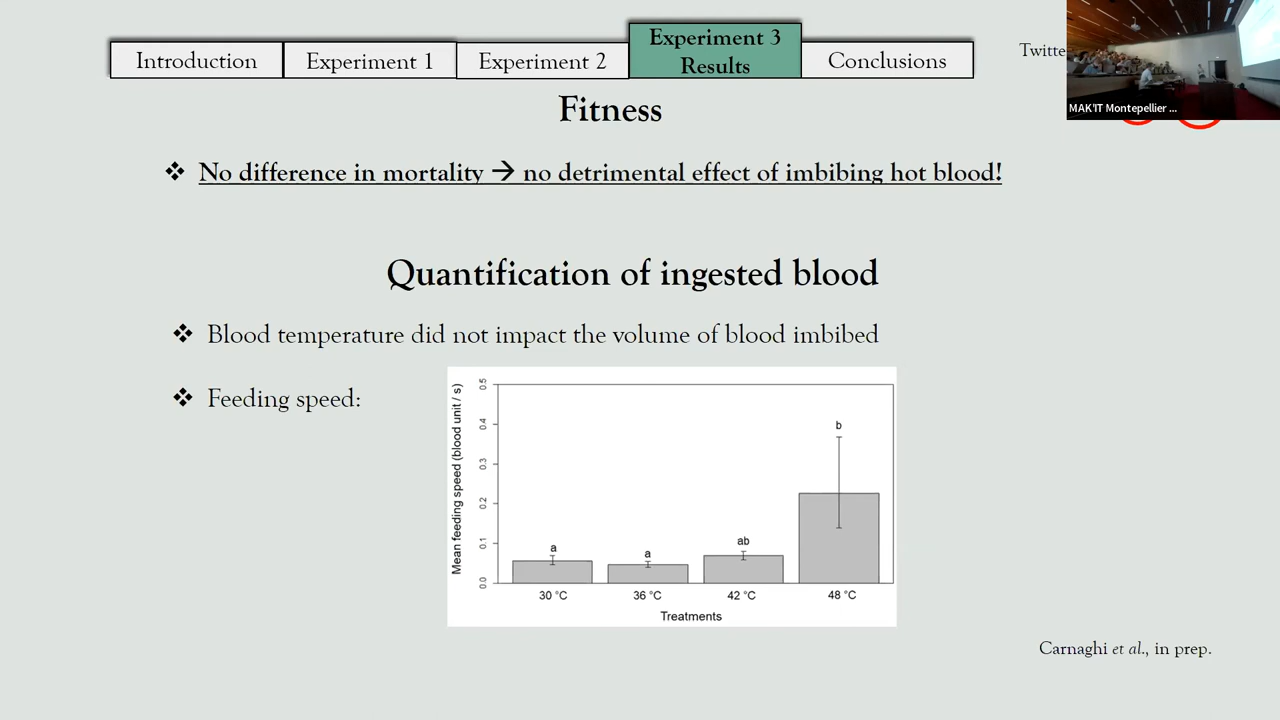 Introduction
Experiment 1
Experiment 2
Experiment 3
Results
Conclusions
MAK'IT Montepellier ...
Fitness
❖ No difference in mortality → no detrimental effect of imbibing hot blood!
Quantification of ingested blood
❖ Blood temperature did not impact the volume of blood imbibed
❖ Feeding speed:
Mean feeding speed (blood unit / s)
0.5
0.4
0.3
0.2
0.1
0.0
a
a
ab
b
30 °C
36 °C
42 °C
48 °C
Treatments
Carnaghi et al., in prep.